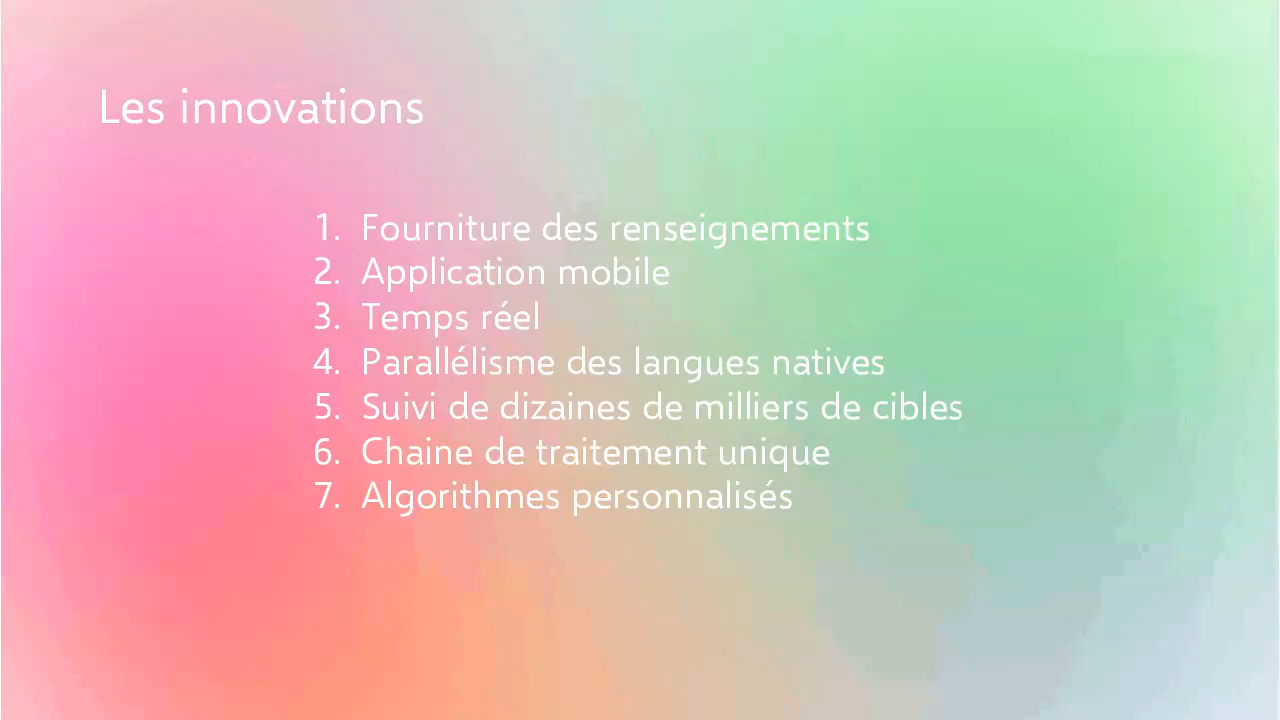 Les innovations
1. Fourniture des renseignements
2. Application mobile
3. Temps réel
4. Parallélisme des langues natives
5. Suivi de dizaines de milliers de cibles
6. Chaine de traitement unique
7. Algorithmes personnalisés